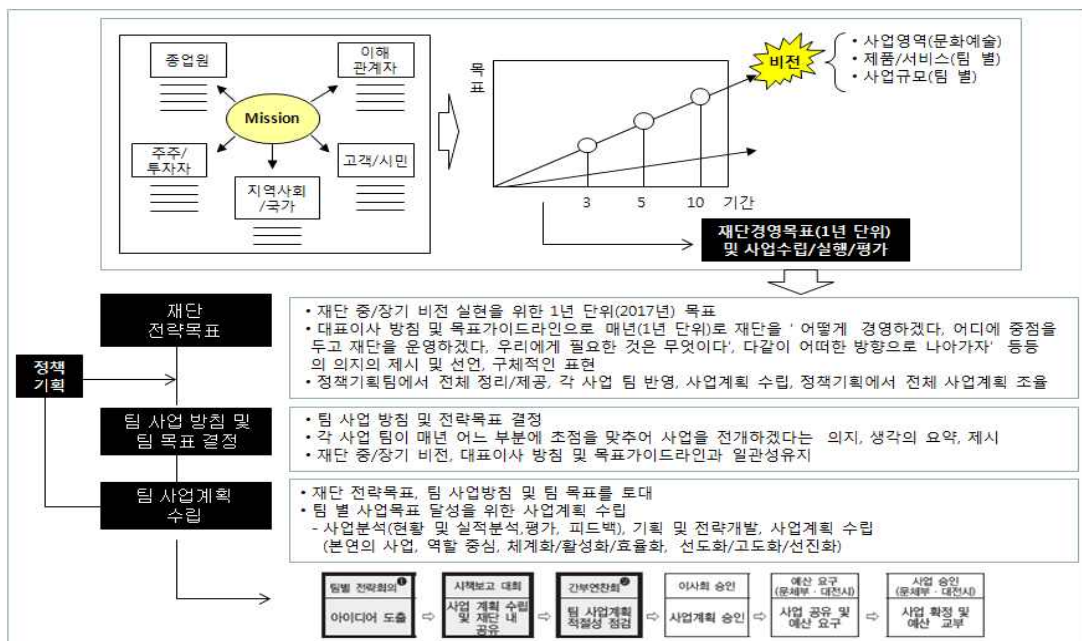 종업원
이해
관계자
Mission
주주/
투자자
지역사회
/국가
고객/시민
목
표
비전
• 사업영역(문화예술)
• 제품/서비스(팀 별)
• 사업규모(팀 별)
3 5 10 기간
재단경영목표(1년 단위)
및 사업수립/실행/평가
정책
기획
재단
전략목표
• 재단 중/장기 비전 실현을 위한 1년 단위(2017년) 목표
• 대표이사 방침 및 목표가이드라인으로 매년(1년 단위)로 재단을 ' 어떻게 경영하겠다, 어디에 중점을
두고 재단을 운영하겠다, 우리에게 필요한 것은 무엇이다', 다같이 어떠한 방향으로 나아가자' 등등
의 의지의 제시 및 선언, 구체적인 표현
• 정책기획팀에서 전체 정리/제공, 각 사업 팀 반영, 사업계획 수립, 정책기획에서 전체 사업계획 조율
팀 사업 방침 및
팀 목표 결정
• 팀 사업 방침 및 전략목표 결정
• 각 사업 팀이 매년 어느 부분에 초점을 맞추어 사업을 전개하겠다는 의지, 생각의 요약, 제시
• 재단 중/장기 비전, 대표이사 방침 및 목표가이드라인과 일관성유지
팀 사업계획
수립
• 재단 전략목표, 팀 사업방침 및 팀 목표를 토대
• 팀 별 사업목표 달성을 위한 사업계획 수립
- 사업분석(현황 및 실적분석,평가, 피드백), 기획 및 전략개발, 사업계획 수립
(본연의 사업, 역할 중심, 체계화/활성화/효율화, 선도화/고도화/선진화)
팀별 전략회의❶
아이디어 도출
시책보고 대회
사업 계획 수립
및 재단 내
공유
간부연찬회❷
팀 사업계획
적절성 점검
이사회 승인
사업계획 승인
예산 요구
(문체부 · 대전시)
사업 공유 및
예산 요구
사업 승인
(문체부 · 대전시)
사업 확정 및
예산 교부